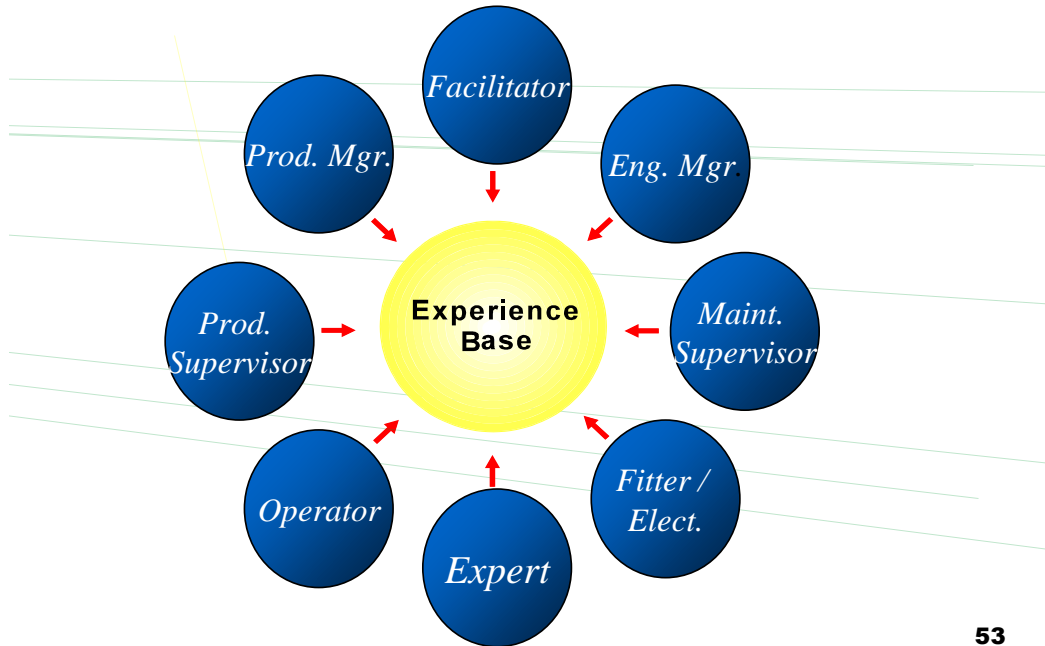 Facilitator
Prod. Mgr.
Eng. Mgr.
Experience
Base
Prod.
Supervisor
Maint.
Supervisor
Operator
Fitter /
Elect.
Expert
53